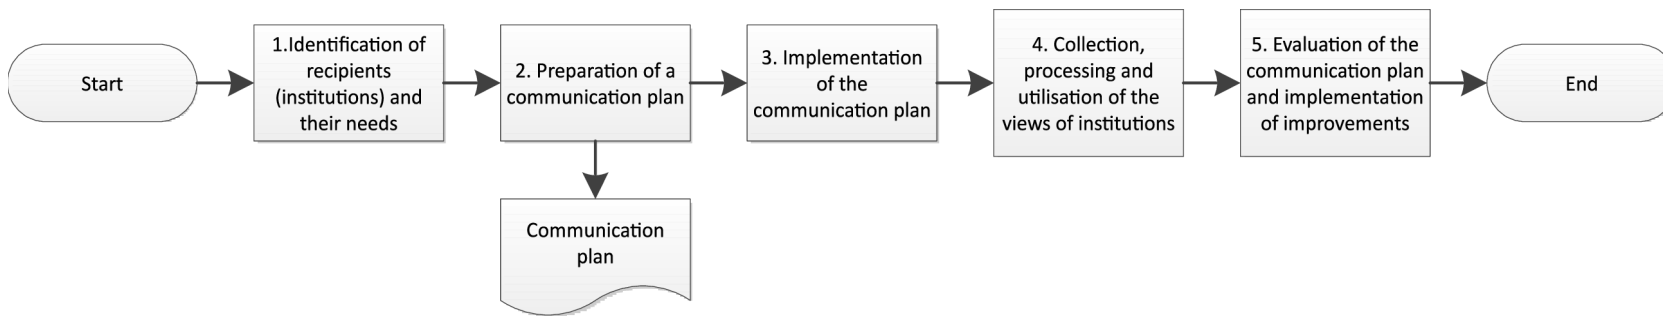 Start
1.Identification of
recipients
(institutions) and
their needs
2. Preparation of a
communication plan
3. Implementation
of the
communication plan
4. Collection,
processing and
utilisation of the
views of institutions
5. Evaluation of the
communication plan
and implementation
of improvements
End
Communication
plan